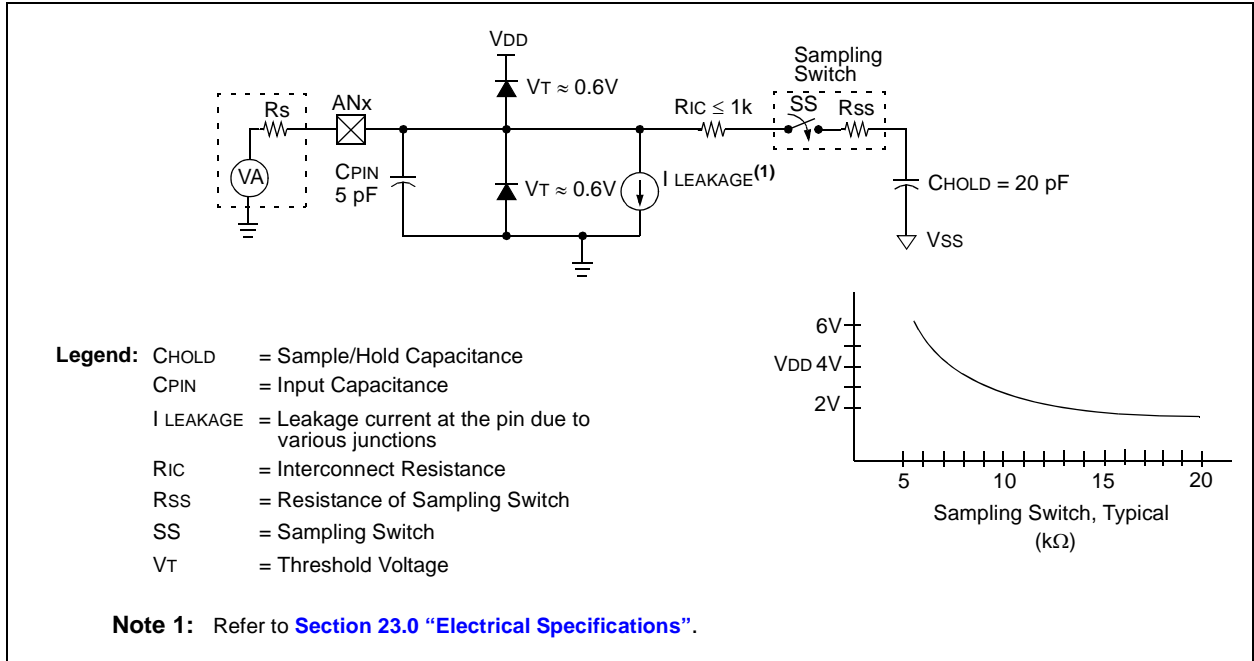 VDD
Sampling
Switch
VT ≈ 0.6V
Rs
ANx
RIC ≤ 1k
SS
RSS
VA
CPIN
5 pF
VT ≈ 0.6V
I LEAKAGE(1)
CHOLD = 20 pF
VSS
Legend: CHOLD = Sample/Hold Capacitance
CPIN = Input Capacitance
I LEAKAGE = Leakage current at the pin due to
various junctions
RIC = Interconnect Resistance
RSS = Resistance of Sampling Switch
SS = Sampling Switch
VT = Threshold Voltage
6V
VDD 4V
2V
5 10 15 20
Sampling Switch, Typical
(kΩ)
Note 1: Refer to Section 23.0 “Electrical Specifications”.